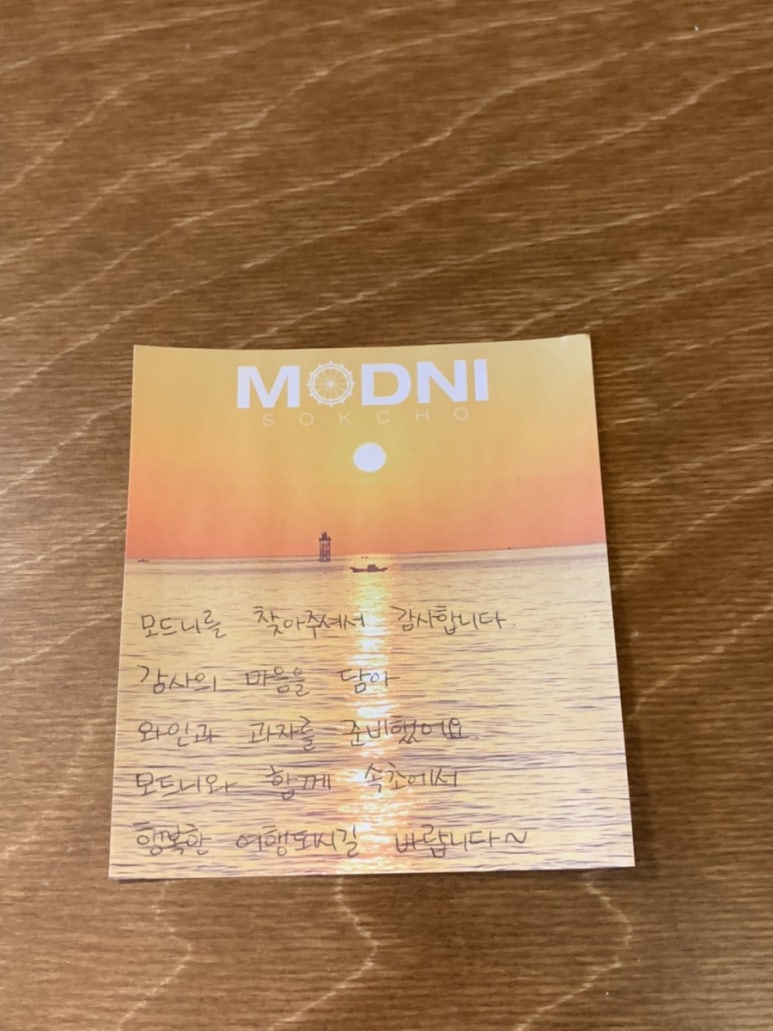 MODNI
SOKCHO
모드니를 찾아주셔서 감사합니다.
감사의 마음을 담아
와인과 과자를 준비했어요.
모드니와 함께 속초에서
행복한 여행되시길 바랍니다~